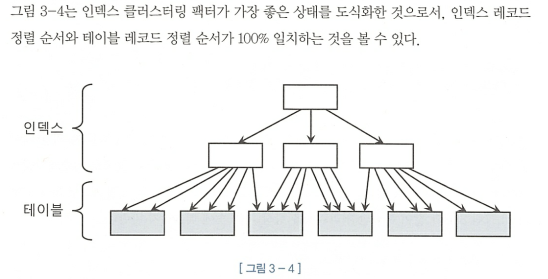 그림 3-4는 인덱스 클러스터링 팩터가 가장 좋은 상태를 도식화한 것으로서, 인덱스 레코드
정렬 순서와 테이블 레코드 정렬 순서가 100% 일치하는 것을 볼 수 있다.
인덱스
테이블
[ 그림 3 - 4 ]